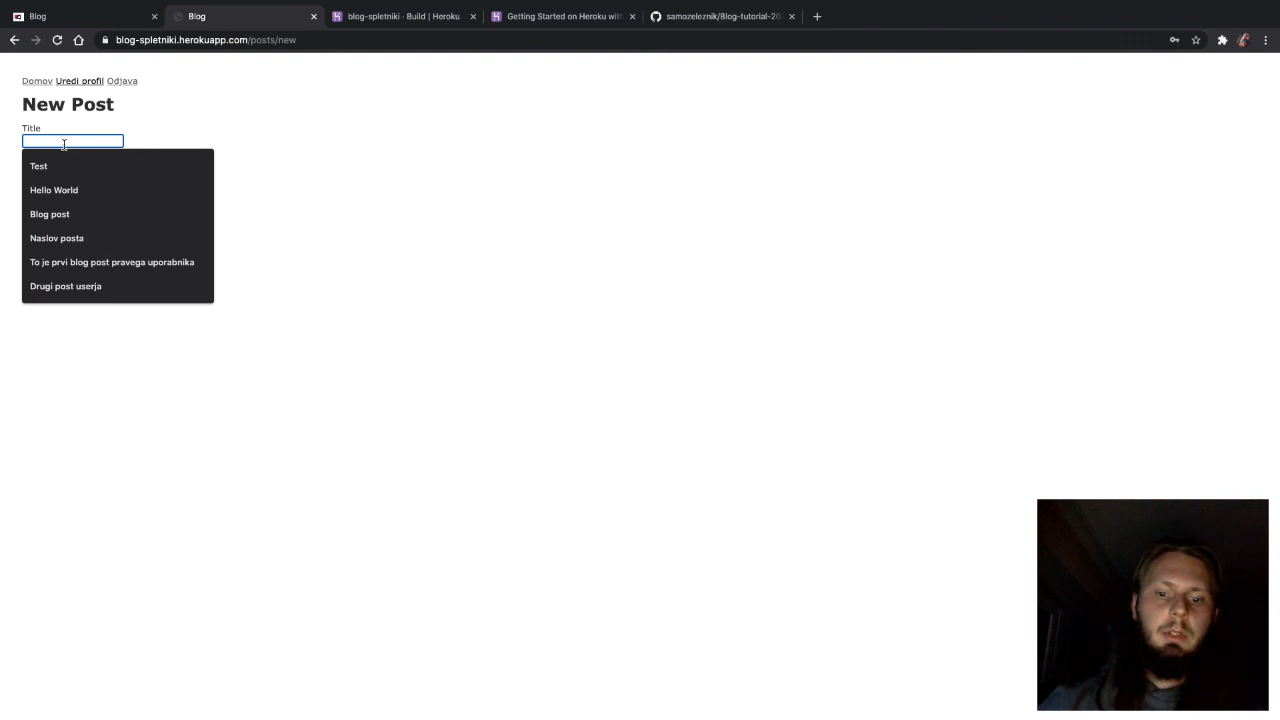 Blog
Blog
blog-spletniki · Build | Heroku
Getting Started on Heroku with
samozeleznik/Blog-tutorial-20
blog-spletniki.herokuapp.com/posts/new
Domov Uredi profil Odjava
New Post
Title
Test
Hello World
Blog post
Naslov posta
To je prvi blog post pravega uporabnika
Drugi post userja